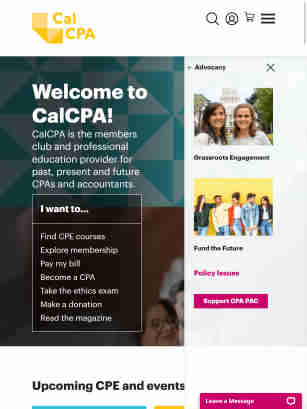 Cal
CPA
← Advocacy
Welcome to
CalCPA!
CalCPA is the members
club and professional
education provider for
past, present and future
CPAs and accountants.
I want to...
Find CPE courses
Explore membership
Pay my bill
Become a CPA
Take the ethics exam
Make a donation
Read the magazine
Grassroots Engagement
Fund the Future
Policy Issues
Support CPA PAC
Upcoming CPE and events
Leave a Message